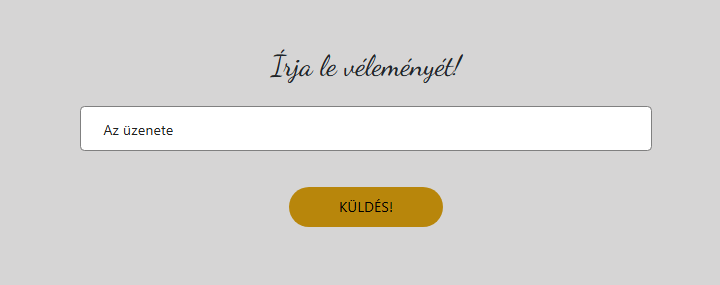 Írja le véleményét!
Az üzenete
KÜLDÉS!